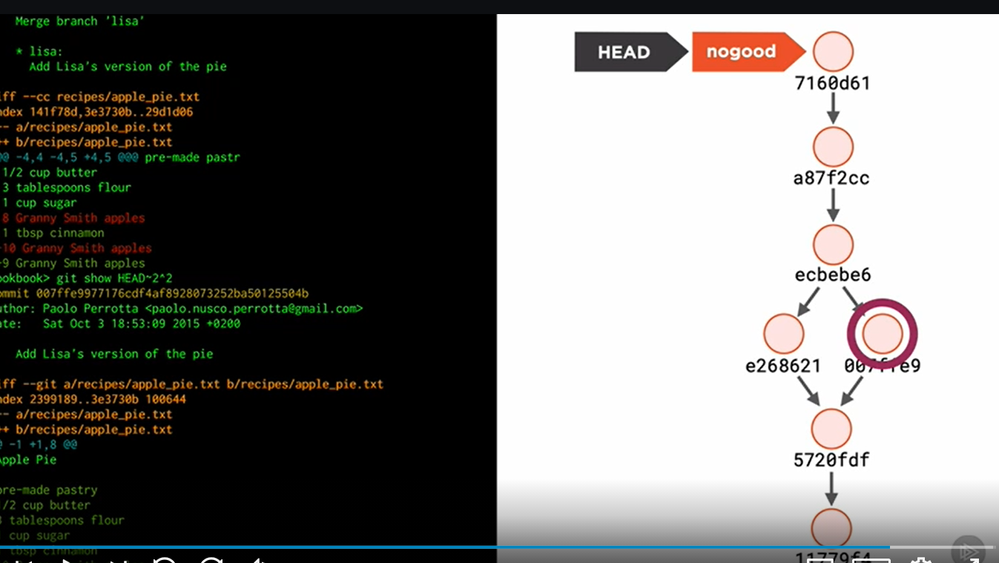 Merge branch 'lisa'
* lisa:
Add Lisa's version of the pie
iff --cc recipes/apple_pie.txt
ndex 141f78d,3e3730b..29d1d06
-- a/recipes/apple_pie.txt
++ b/recipes/apple_pie.txt
@@ -4,4 -4,5 +4,5 @@@ pre-made pastr
1/2 cup butter
3 tablespoons flour
1 cup sugar
8 Granny Smith apples
1 tbsp cinnamon
-10 Granny Smith apples
9 Granny Smith apples
ookbook> git show HEAD~2^2
ommit 007ffe9977176cdf4af8928073252ba50125504b
uthor: Paolo Perrotta <paolo.nusco.perrotta@gmail.com>
ate: Sat Oct 3 18:53:09 2015 +0200
Add Lisa's version of the pie
iff --git a/recipes/apple_pie.txt b/recipes/apple_pie.txt
ndex 2399189..3e3730b 100644
-- a/recipes/apple_pie.txt
++ b/recipes/apple_pie.txt
-1 +1,8 @@
pple Pie
re-made pastry
/2 cup butter
tablespoons flour
cup sugar
tbsp cinnamon
HEAD
nogood
7160d61
a87f2cc
ecbebe6
e268621
007ffe9
5720fdf
11779f4